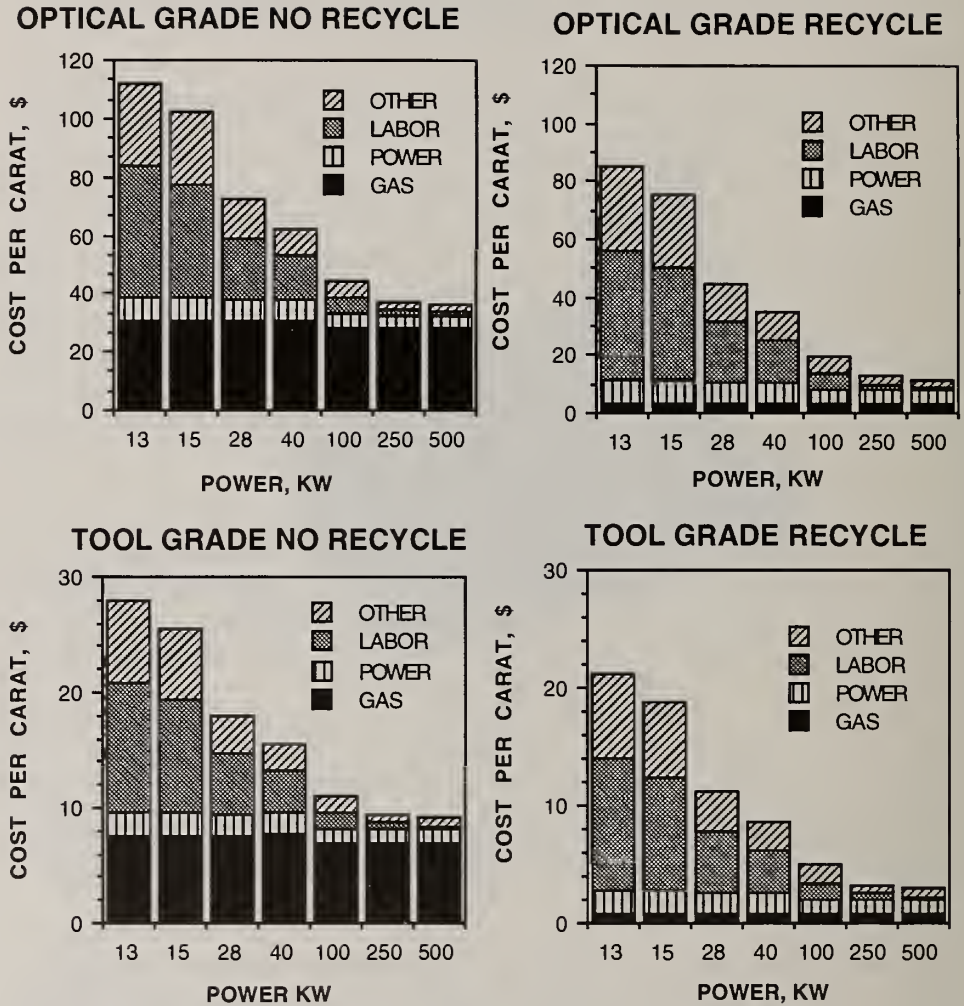 OPTICAL GRADE NO RECYCLE
COST PER CARAT, $
120
100
80
60
40
20
0
OTHER
LABOR
POWER
GAS
13 15 28 40 100 250 500
POWER, KW
OPTICAL GRADE RECYCLE
COST PER CARAT, $
120
100
80
60
40
20
0
OTHER
LABOR
POWER
GAS
13 15 28 40 100 250 500
POWER, KW
TOOL GRADE NO RECYCLE
COST PER CARAT, $
30
20
10
0
OTHER
LABOR
POWER
GAS
13 15 28 40 100 250 500
POWER KW
TOOL GRADE RECYCLE
COST PER CARAT, $
30
20
10
0
OTHER
LABOR
POWER
GAS
13 15 28 40 100 250 500
POWER, KW